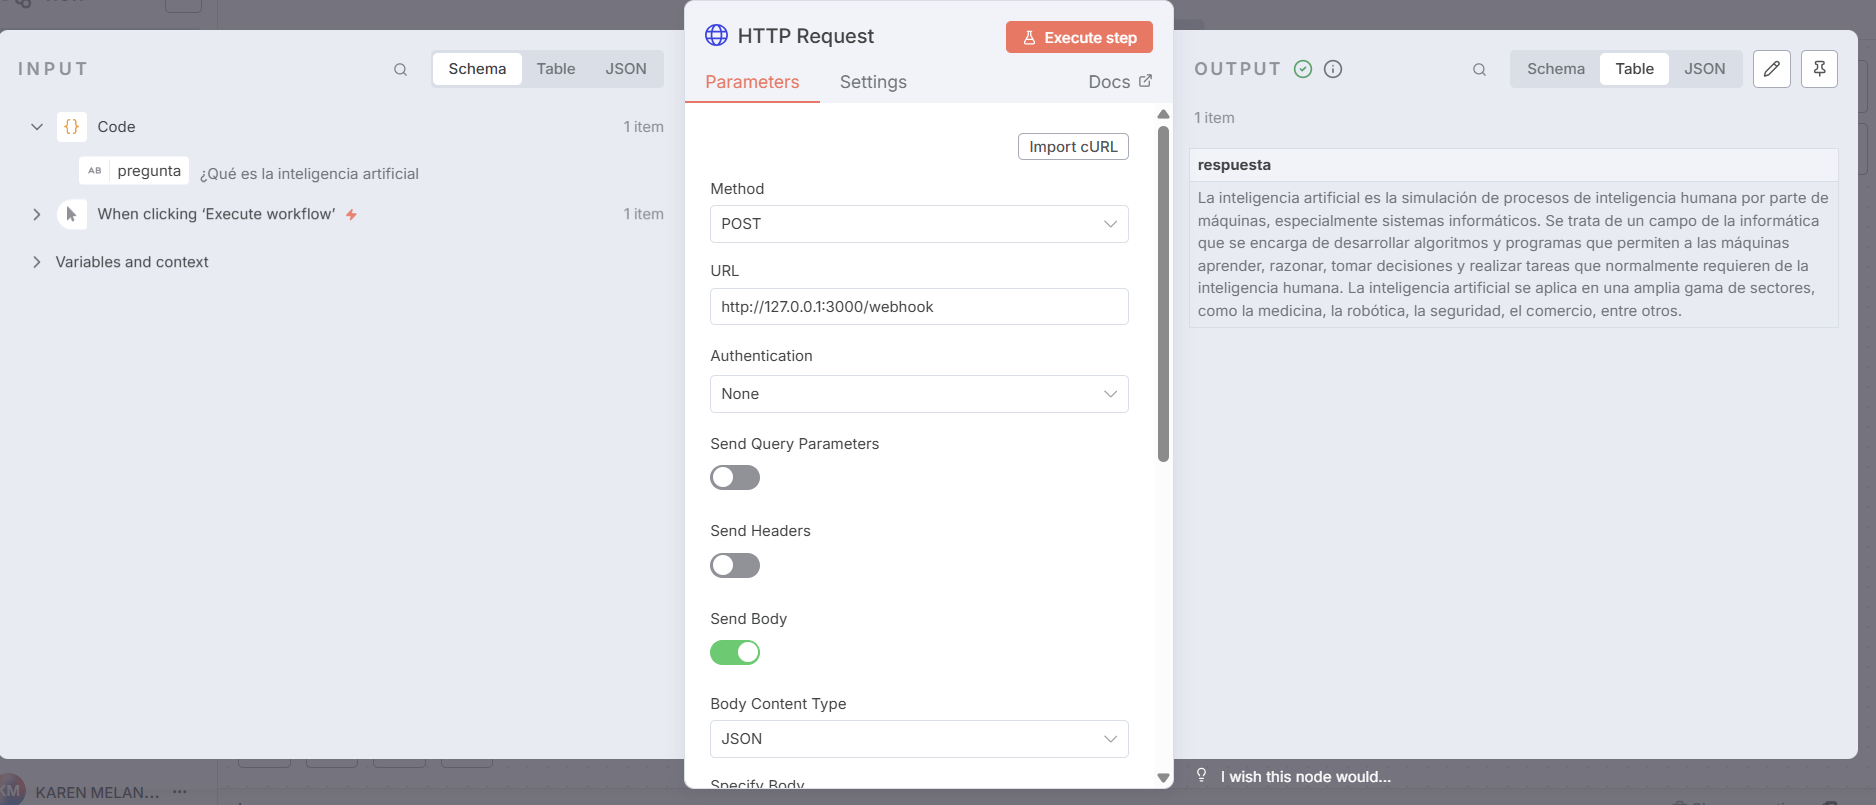 INPUT
Schema
Table
JSON
Code
1 item
AB pregunta ¿Qué es la inteligencia artificial
When clicking ‘Execute workflow’
1 item
Variables and context
HTTP Request
Execute step
Parameters
Settings
Docs
Import cURL
Method
POST
URL
http://127.0.0.1:3000/webhook
Authentication
None
Send Query Parameters
Send Headers
Send Body
Body Content Type
JSON
Specify Body
OUTPUT
Schema
Table
JSON
1 item
respuesta
La inteligencia artificial es la simulación de procesos de inteligencia humana por parte de
máquinas, especialmente sistemas informáticos. Se trata de un campo de la informática
que se encarga de desarrollar algoritmos y programas que permiten a las máquinas
aprender, razonar, tomar decisiones y realizar tareas que normalmente requieren de la
inteligencia humana. La inteligencia artificial se aplica en una amplia gama de sectores,
como la medicina, la robótica, la seguridad, el comercio, entre otros.
I wish this node would...
KM
KAREN MELAN... ...